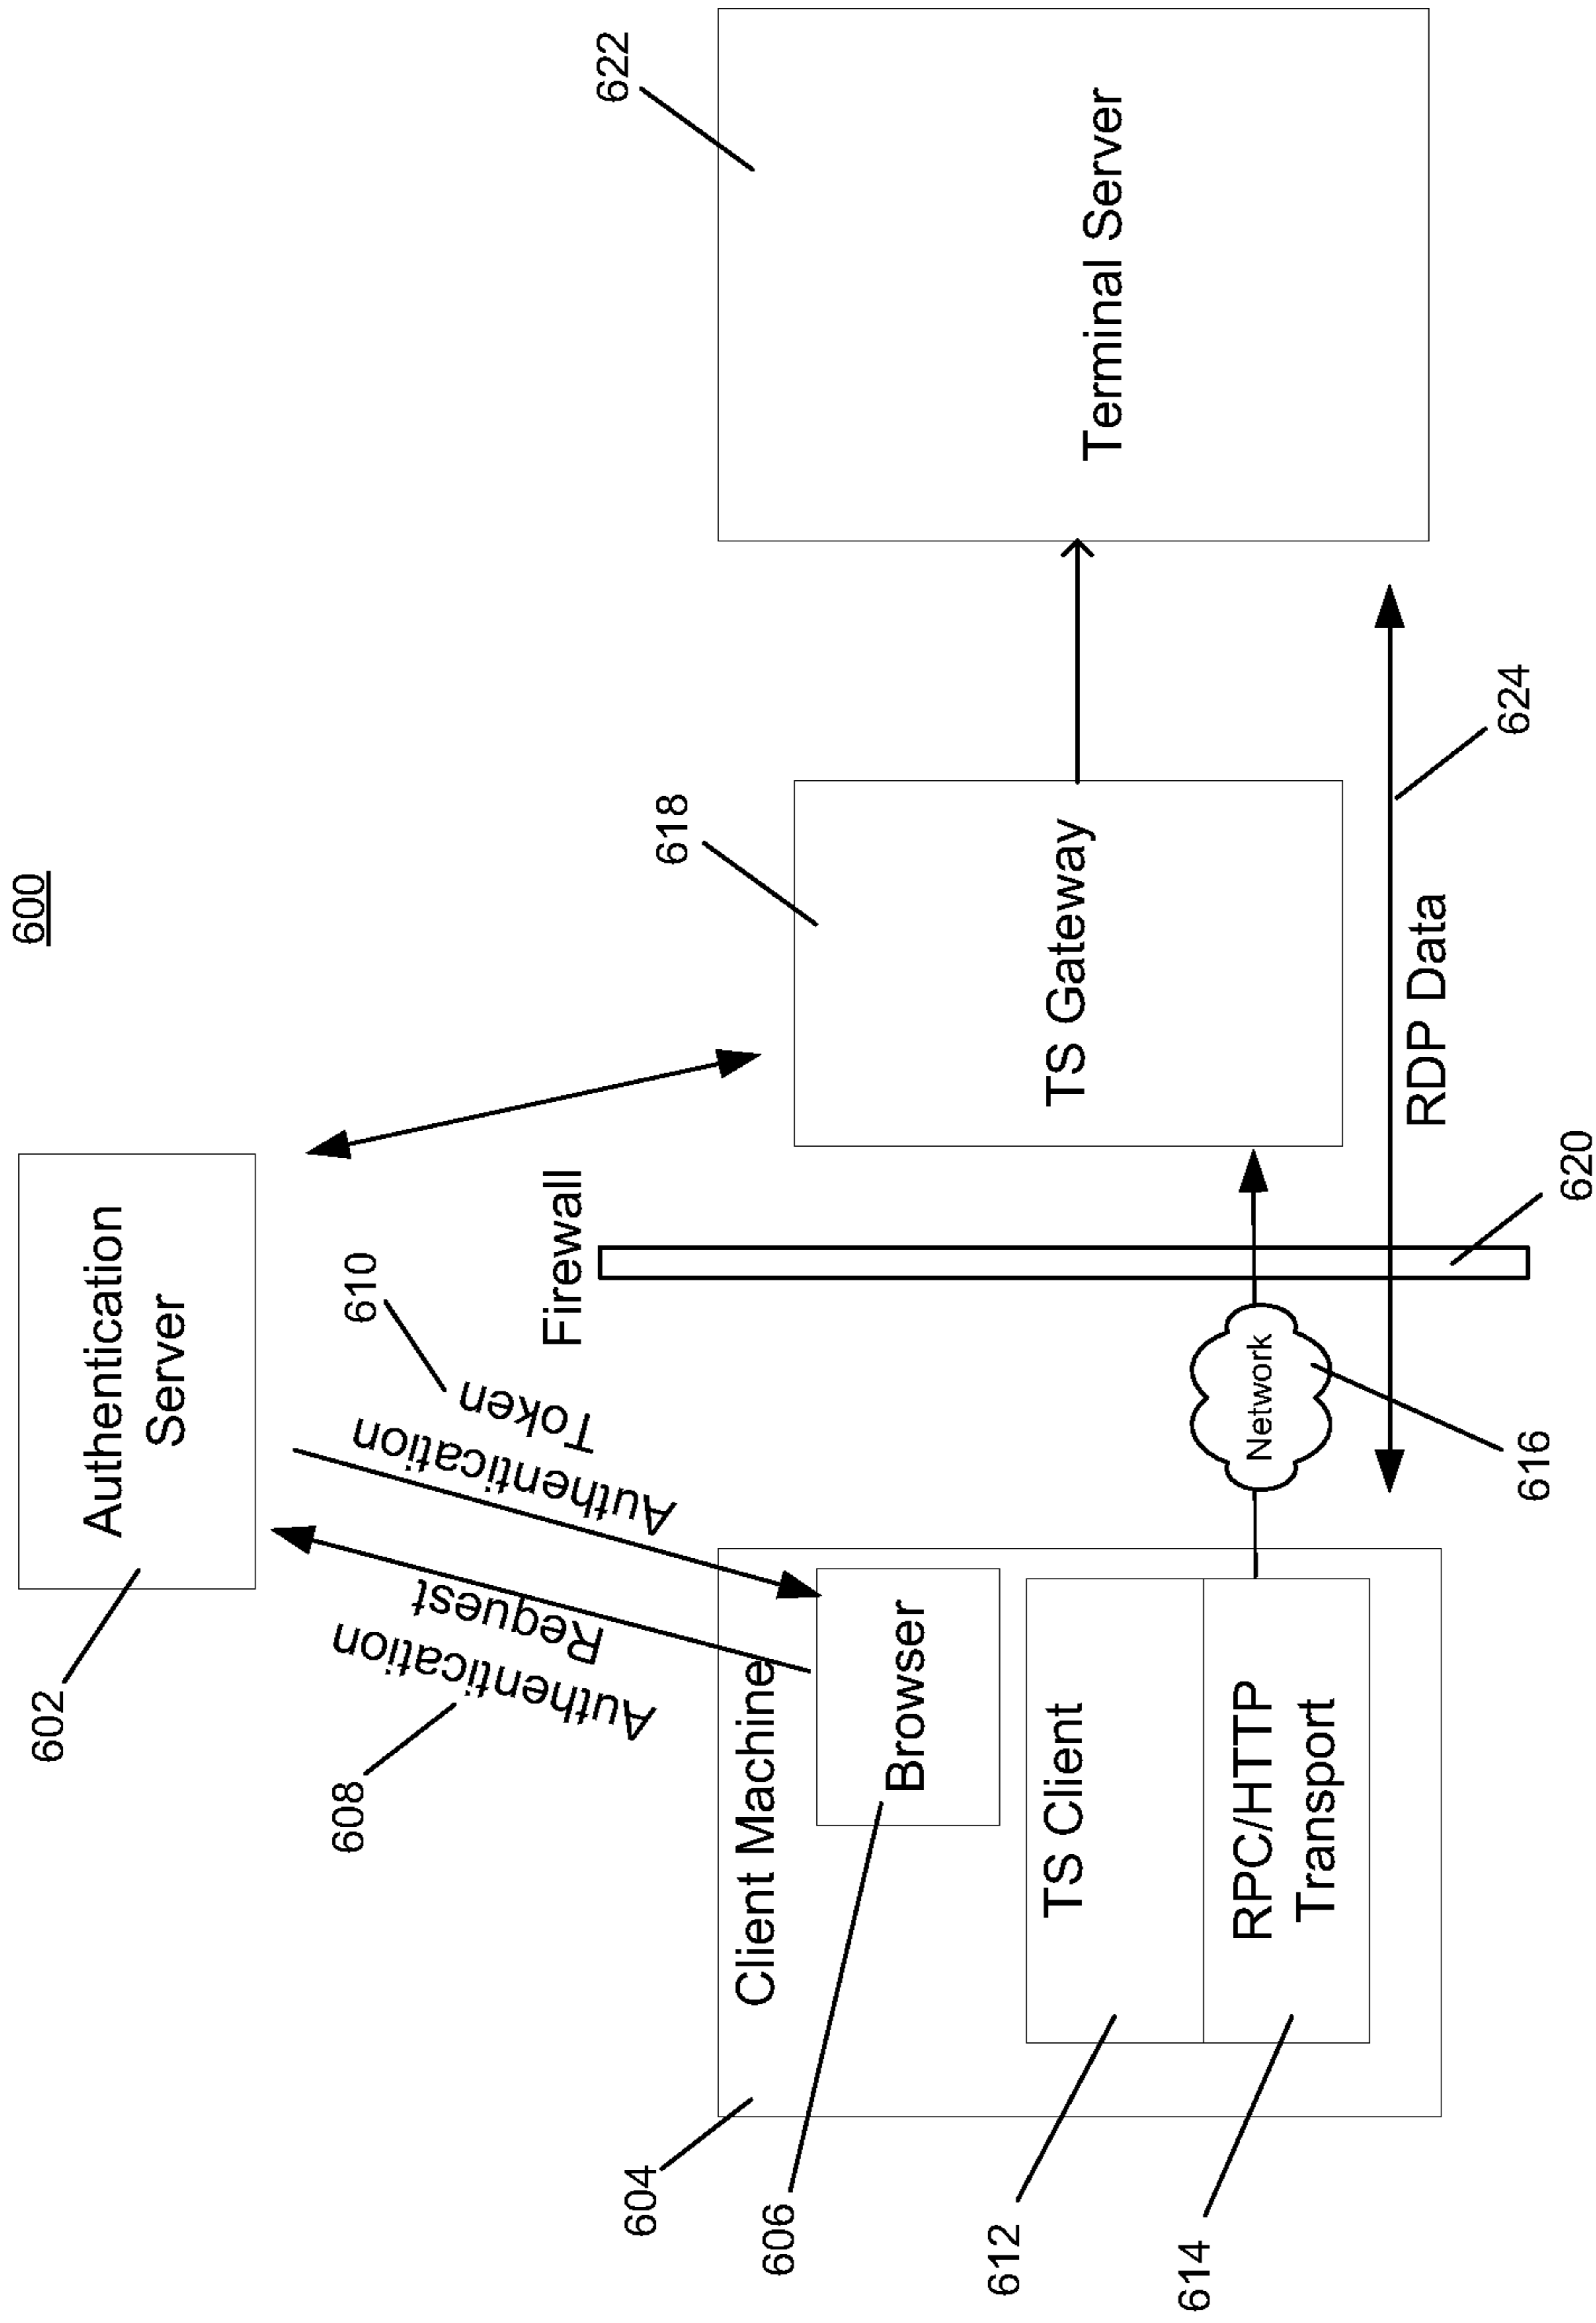 600
602
Authentication
Server
608
Authentication
Request
610
Authentication
Token
Firewall
604
Client Machine
606
Browser
612
TS Client
614
RPC/HTTP
Transport
Network
616
618
TS Gateway
620
622
Terminal Server
RDP Data
624